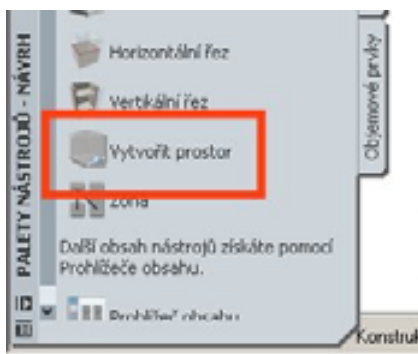 Horizontální řez
Vertikální řez
Vytvořit prostor
Zóna
Další obsah nástrojů získáte pomocí
Prohlížeče obsahu.
Prohlížeč obsahu
PALETY NÁSTROJŮ - NÁVRH
Objemové prvky
Konstruk